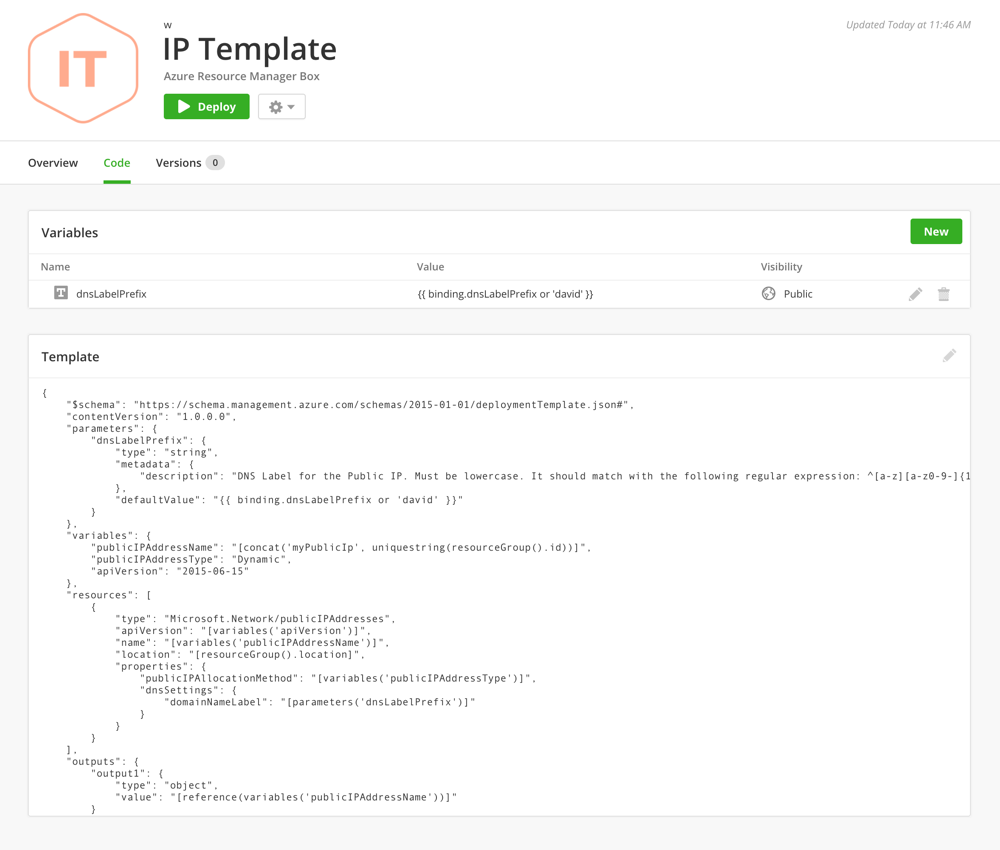 IT
w
IP Template
Azure Resource Manager Box
Deploy
Updated Today at 11:46 AM
Overview Code Versions 0
Variables New
Name Value Visibility
T dnsLabelPrefix {{ binding.dnsLabelPrefix or 'david' }} Public
Template
{
    "$schema": "https://schema.management.azure.com/schemas/2015-01-01/deploymentTemplate.json#",
    "contentVersion": "1.0.0.0",
    "parameters": {
        "dnsLabelPrefix": {
            "type": "string",
            "metadata": {
                "description": "DNS Label for the Public IP. Must be lowercase. It should match with the following regular expression: ^[a-z][a-z0-9-]{1
            },
            "defaultValue": "{{ binding.dnsLabelPrefix or 'david' }}"
        }
    },
    "variables": {
        "publicIPAddressName": "[concat('myPublicIp', uniquestring(resourceGroup().id))]",
        "publicIPAddressType": "Dynamic",
        "apiVersion": "2015-06-15"
    },
    "resources": [
        {
            "type": "Microsoft.Network/publicIPAddresses",
            "apiVersion": "[variables('apiVersion')]",
            "name": "[variables('publicIPAddressName')]",
            "location": "[resourceGroup().location]",
            "properties": {
                "publicIPAllocationMethod": "[variables('publicIPAddressType')]",
                "dnsSettings": {
                    "domainNameLabel": "[parameters('dnsLabelPrefix')]"
                }
            }
        }
    ],
    "outputs": {
        "output1": {
            "type": "object",
            "value": "[reference(variables('publicIPAddressName'))]"
        }